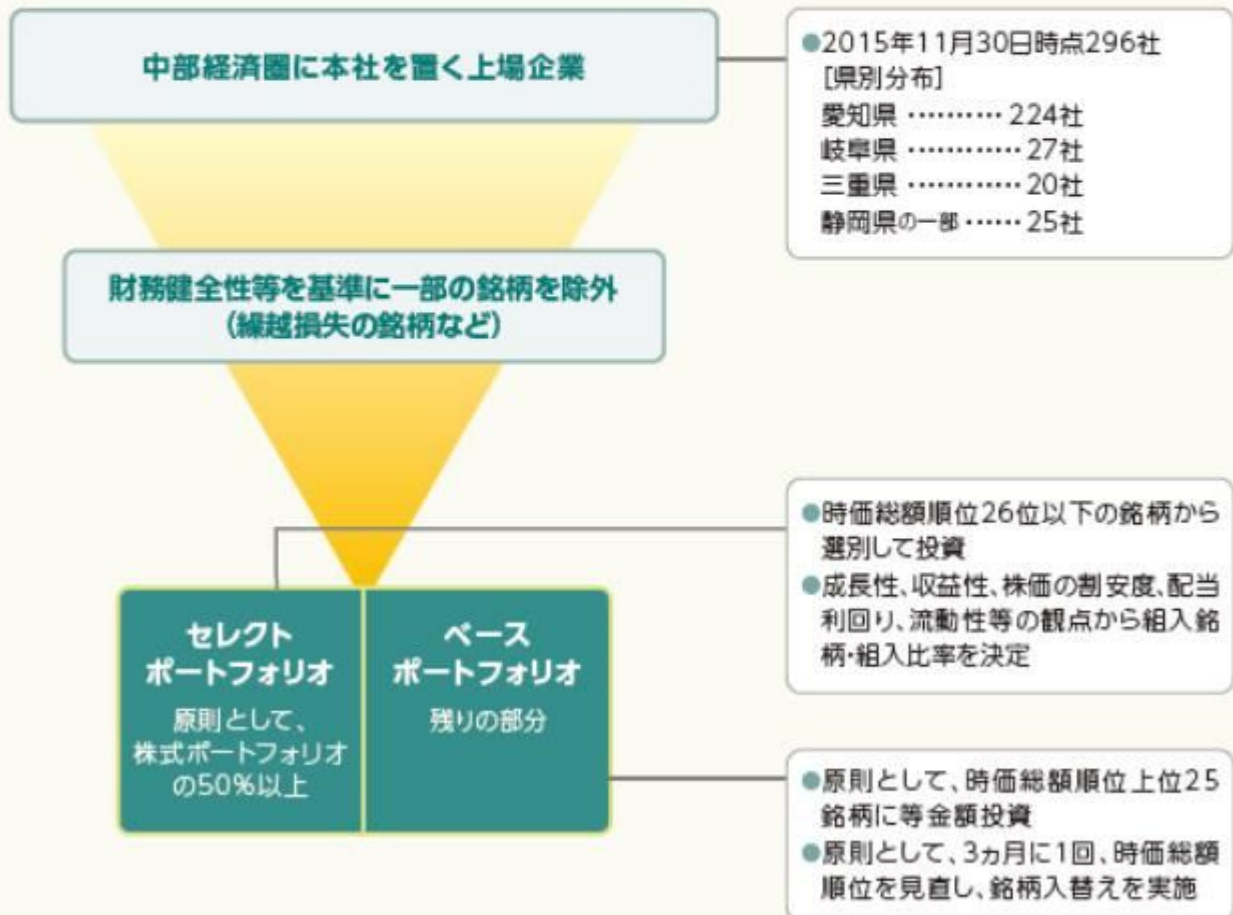 中部経済圏に本社を置く上場企業
●2015年11月30日時点296社
[県別分布]
愛知県 ………… 224社
岐阜県 ………… 27社
三重県 ………… 20社
静岡県の一部 …… 25社
財務健全性等を基準に一部の銘柄を除外
（繰越損失の銘柄など）
セレクト
ポートフォリオ
原則として、
株式ポートフォリオ
の50%以上
ベース
ポートフォリオ
残りの部分
●時価総額順位26位以下の銘柄から
選別して投資
●成長性、収益性、株価の割安度、配当
利回り、流動性等の観点から組入銘
柄・組入比率を決定
●原則として、時価総額順位上位25
銘柄に等金額投資
●原則として、3ヵ月に1回、時価総額
順位を見直し、銘柄入替えを実施